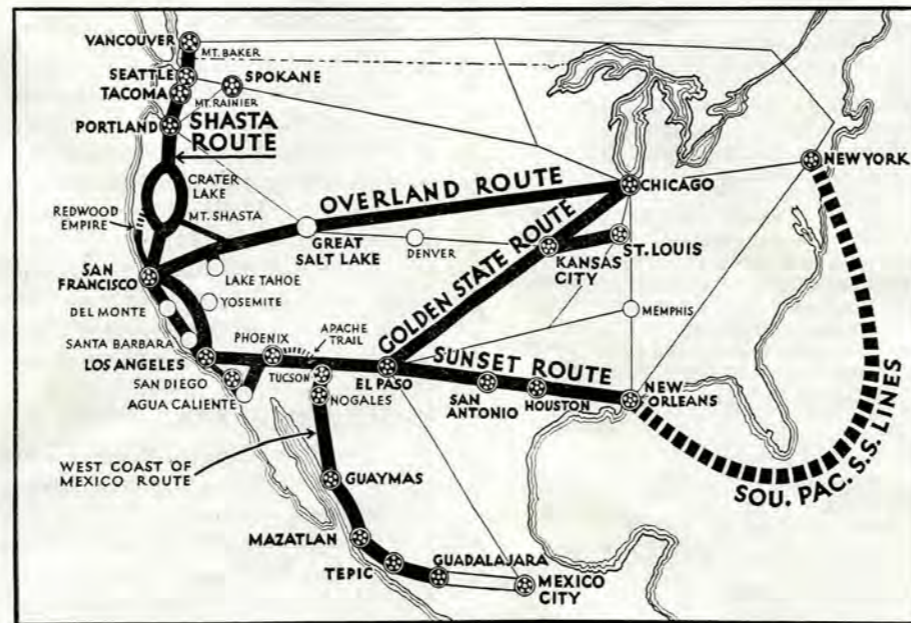 VANCOUVER
MT. BAKER
SEATTLE
SPOKANE
TACOMA
MT. RAINIER
PORTLAND
SHASTA
ROUTE
CRATER
LAKE
REDWOOD
EMPIRE
MT. SHASTA
OVERLAND ROUTE
CHICAGO
NEW YORK
GREAT
SALT LAKE
DENVER
KANSAS
CITY
ST. LOUIS
SAN
FRANCISCO
LAKE TAHOE
YOSEMITE
DEL MONTE
GOLDEN STATE ROUTE
MEMPHIS
SANTA BARBARA
PHOENIX
APACHE
TRAIL
LOS ANGELES
SUNSET ROUTE
SAN DIEGO
TUCSON
EL PASO
AGUA CALIENTE
NOGALES
SAN
ANTONIO
HOUSTON
NEW
ORLEANS
SOU. PAC. S.S. LINES
WEST COAST OF
MEXICO ROUTE
GUAYMAS
MAZATLAN
TEPIC
GUADALAJARA
MEXICO
CITY